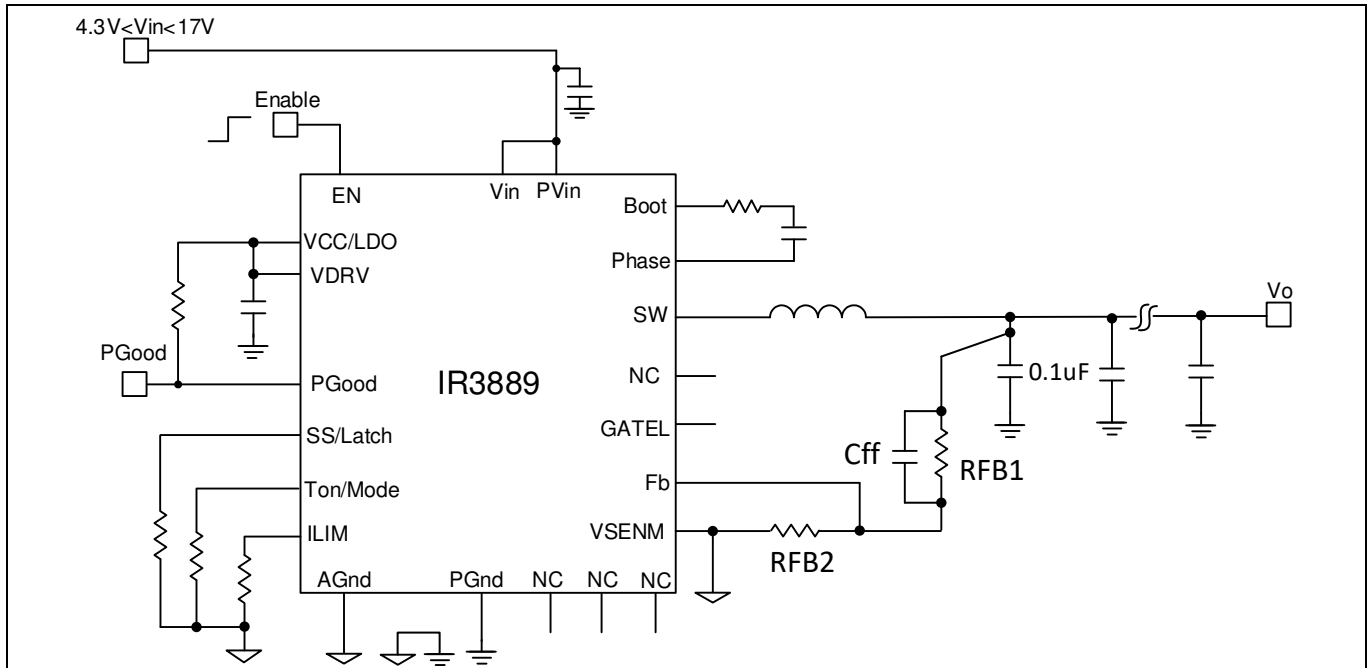 4.3V<Vin<17V
Enable
EN
Vin
PVin
Boot
VCC/LDO
Phase
VDRV
SW
Vo
PGood
PGood
IR3889
NC
0.1uF
SS/Latch
GATEL
Cff
RFB1
Ton/Mode
Fb
ILIM
VSENM
RFB2
AGnd
PGnd
NC
NC
NC